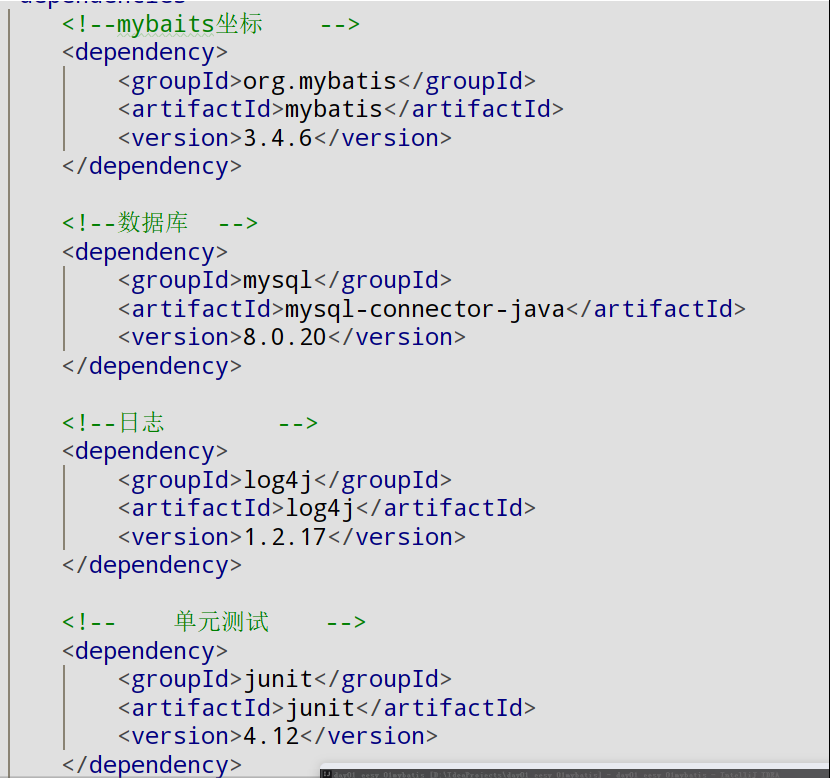 <!--mybaits坐标    -->
<dependency>
    <groupId>org.mybatis</groupId>
    <artifactId>mybatis</artifactId>
    <version>3.4.6</version>
</dependency>
<!--数据库  -->
<dependency>
    <groupId>mysql</groupId>
    <artifactId>mysql-connector-java</artifactId>
    <version>8.0.20</version>
</dependency>
<!--日志        -->
<dependency>
    <groupId>log4j</groupId>
    <artifactId>log4j</artifactId>
    <version>1.2.17</version>
</dependency>
<!--    单元测试    -->
<dependency>
    <groupId>junit</groupId>
    <artifactId>junit</artifactId>
    <version>4.12</version>
</dependency>